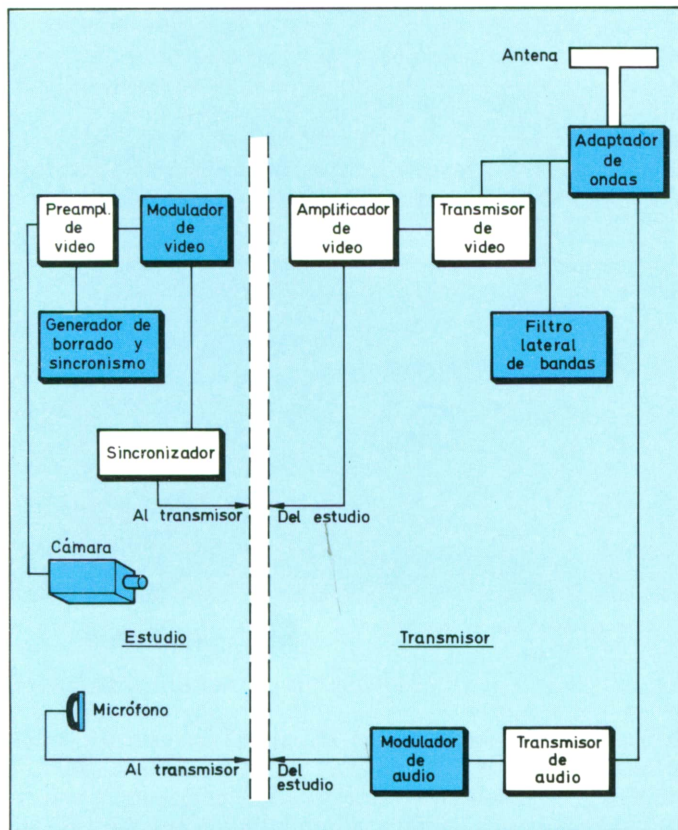 Antena
Adaptador
de
ondas
Preampl.
de
video
Modulador
de
video
Amplificador
de
video
Transmisor
de
video
Generador de
borrado y
sincronismo
Filtro
lateral
de bandas
Sincronizador
Al transmisor
Del estudio
Cámara
Estudio
Transmisor
Micrófono
Al transmisor
Del
estudio
Modulador
de
audio
Transmisor
de
audio